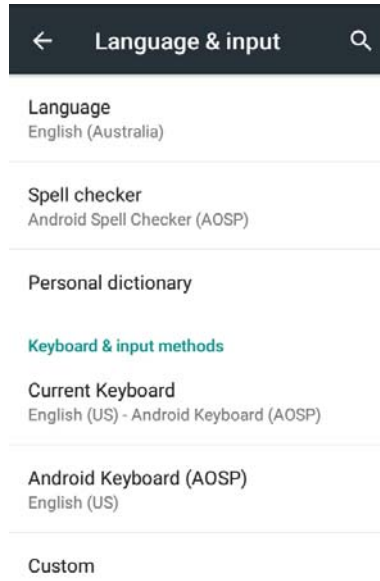 Language & input
Language
English (Australia)
Spell checker
Android Spell Checker (AOSP)
Personal dictionary
Keyboard & input methods
Current Keyboard
English (US) - Android Keyboard (AOSP)
Android Keyboard (AOSP)
English (US)
Custom